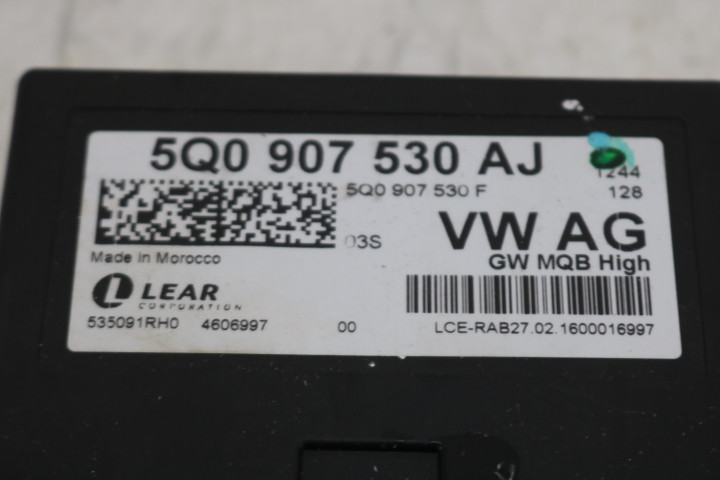 5Q0 907 530 AJ
1244
5Q0 907 530 F
128
03S
VW AG
Made in Morocco
GW MQB High
LEAR
CORPORATION
535091RH0 4606997 00
LCE-RAB27.02.1600016997